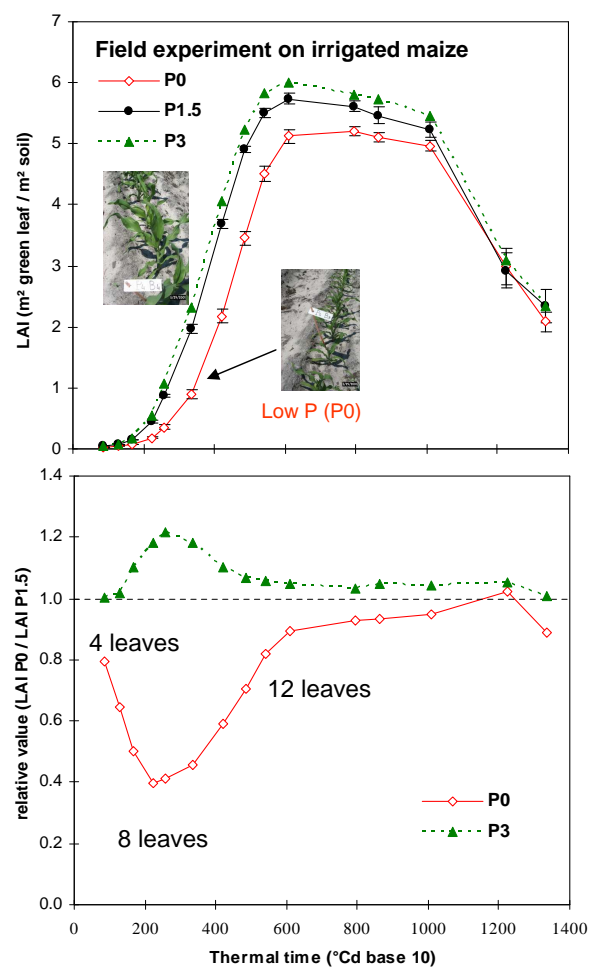 Field experiment on irrigated maize
P0
P1.5
P3
LAI (m² green leaf / m² soil)
7
6
5
4
3
2
1
0
Low P (P0)
relative value (LAI P0 / LAI P1.5)
1.4
1.2
1.0
0.8
0.6
0.4
0.2
0.0
4 leaves
12 leaves
8 leaves
P0
P3
0 200 400 600 800 1000 1200 1400
Thermal time (°Cd base 10)